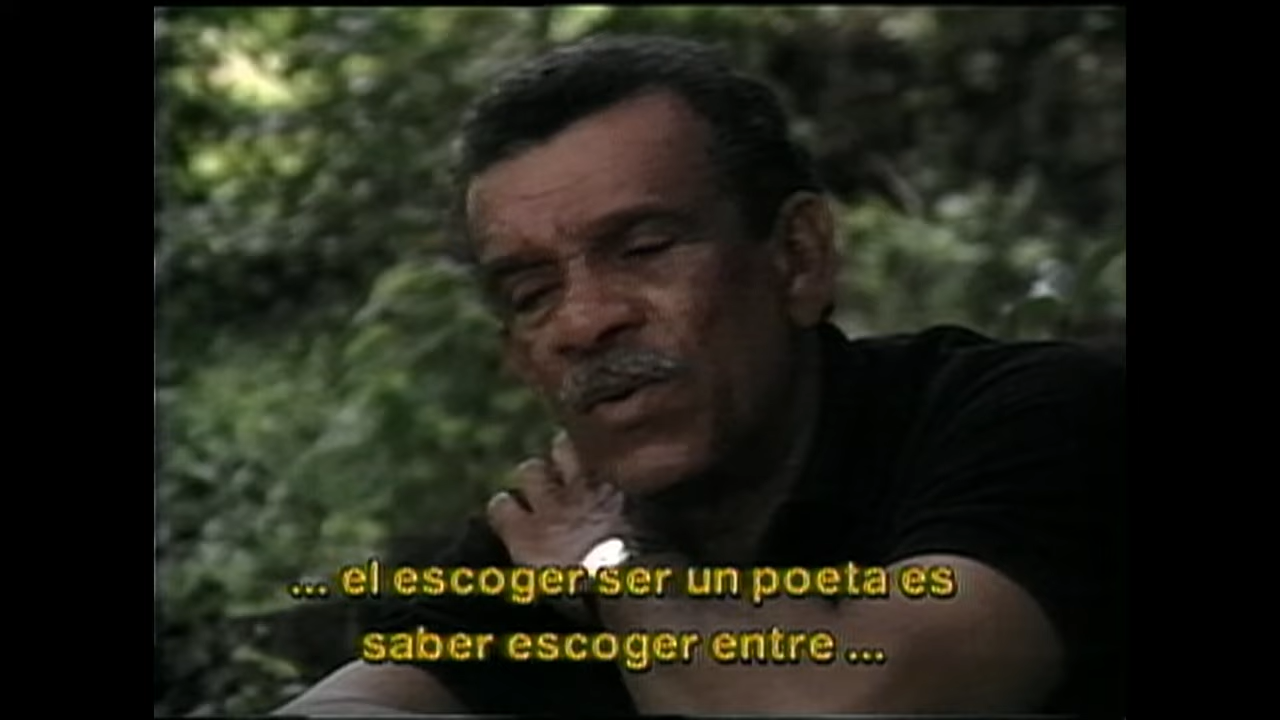 ... el escoger ser un poeta es
saber escoger entre ...